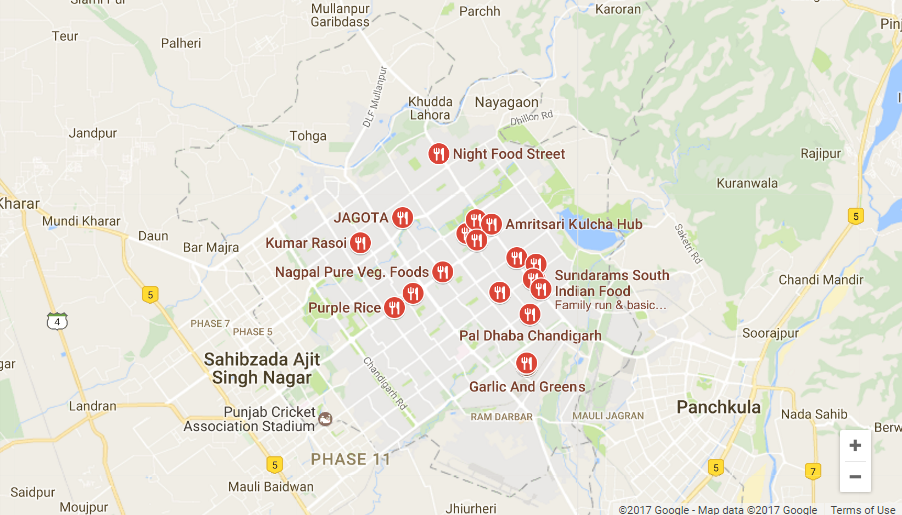 Siami Pur
Mullanpur
Garibdass
Parchh
Karoran
Teur
Palheri
Pinj
DLF Mullanpur
Khudda
Lahora
Nayagaon
Dhillon Rd
Jandpur
Tohga
Night Food Street
Rajipur
Kuranwala
Kharar
Mundi Kharar
JAGOTA
Amritsari Kulcha Hub
5
Daun
Bar Majra
Kumar Rasoi
Saketri Rd
Nagpal Pure Veg. Foods
Sundarams South
Indian Food
Family run & basic...
Chandi Mandir
5
Purple Rice
4
PHASE 7
PHASE 5
Pal Dhaba Chandigarh
Soorajpur
Sahibzada Ajit
Singh Nagar
Chandigarh Rd
gar
Garlic And Greens
Landran
Punjab Cricket
Association Stadium
RAM DARBAR
MAULI JAGRAN
Panchkula
Nada Sahib
Berw
PHASE 11
5
5
7
+
−
Saidpur
Mauli Baidwan
Moujpur
Jhiurheri
©2017 Google - Map data ©2017 Google
Terms of Use